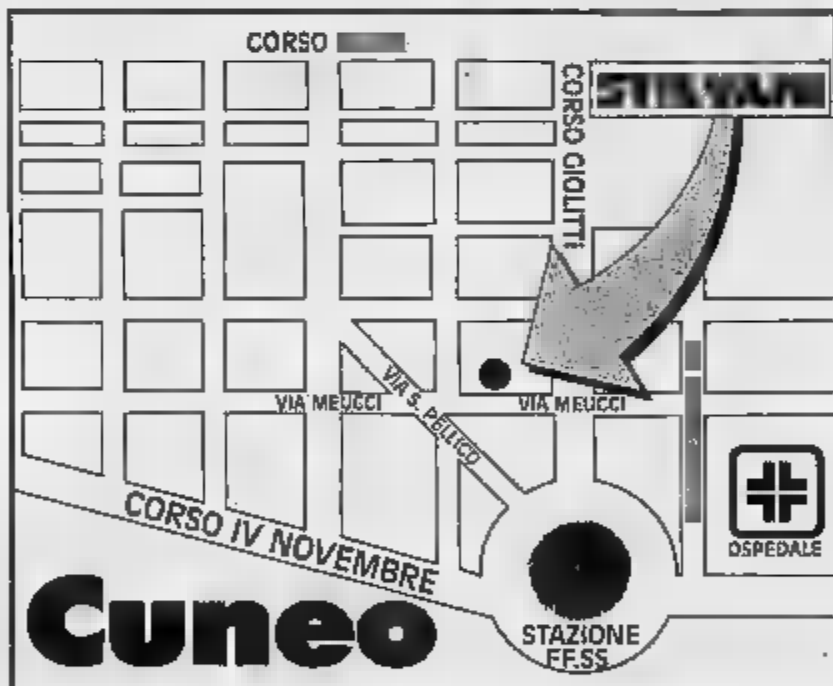 CORSO
CORSO GIOLITTI
VIA MEUCCI
VIA S. PELLICO
VIA MEUCCI
CORSO IV NOVEMBRE
OSPEDALE
Cuneo
STAZIONE
FF.SS